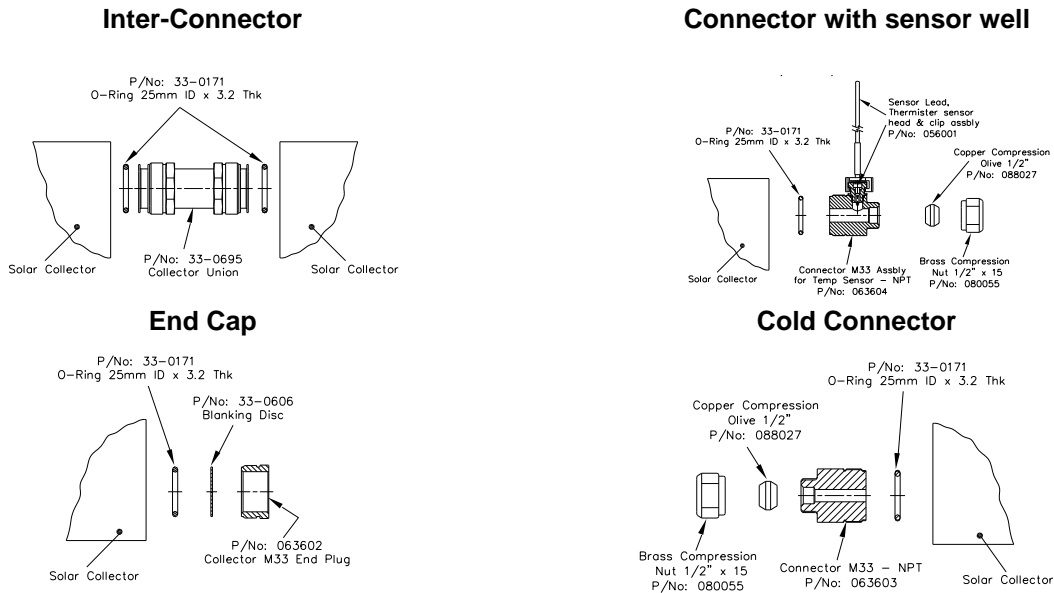 Inter-Connector
P/No: 33-0171
O-Ring 25mm ID x 3.2 Thk
Solar Collector
P/No: 33-0695
Collector Union
Solar Collector
Connector with sensor well
Sensor Lead,
Thermister sensor
head & clip assbly
P/No: 056001
P/No: 33-0171
O-Ring 25mm ID x 3.2 Thk
Copper Compression
Olive 1/2"
P/No: 088027
Solar Collector
Connector M33 Assbly
for Temp Sensor - NPT
P/No: 063604
Brass Compression
Nut 1/2" x 15
P/No: 080055
End Cap
P/No: 33-0171
O-Ring 25mm ID x 3.2 Thk
P/No: 33-0606
Blanking Disc
P/No: 063602
Collector M33 End Plug
Solar Collector
Cold Connector
P/No: 33-0171
O-Ring 25mm ID x 3.2 Thk
Copper Compression
Olive 1/2"
P/No: 088027
Brass Compression
Nut 1/2" x 15
P/No: 080055
Connector M33 - NPT
P/No: 063603
Solar Collector